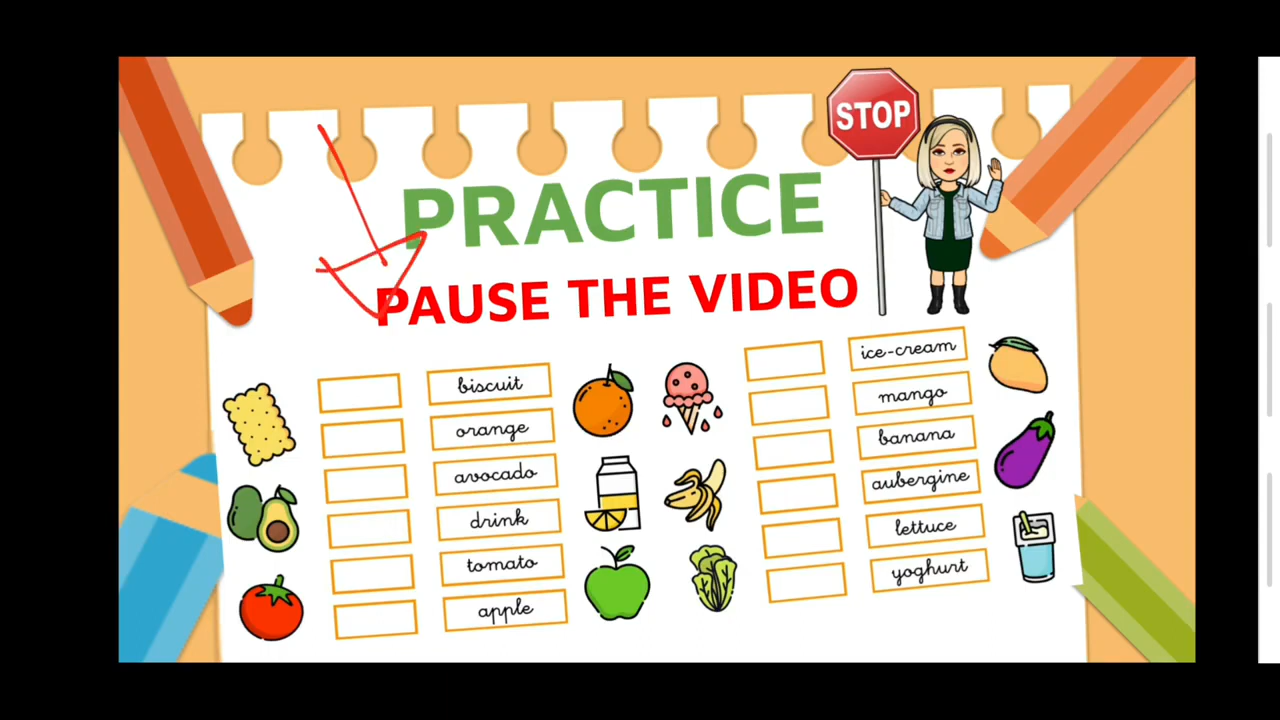 STOP
PRACTICE
PAUSE THE VIDEO
biscuit
orange
avocado
drink
tomato
apple
ice-cream
mango
banana
aubergine
lettuce
yoghurt